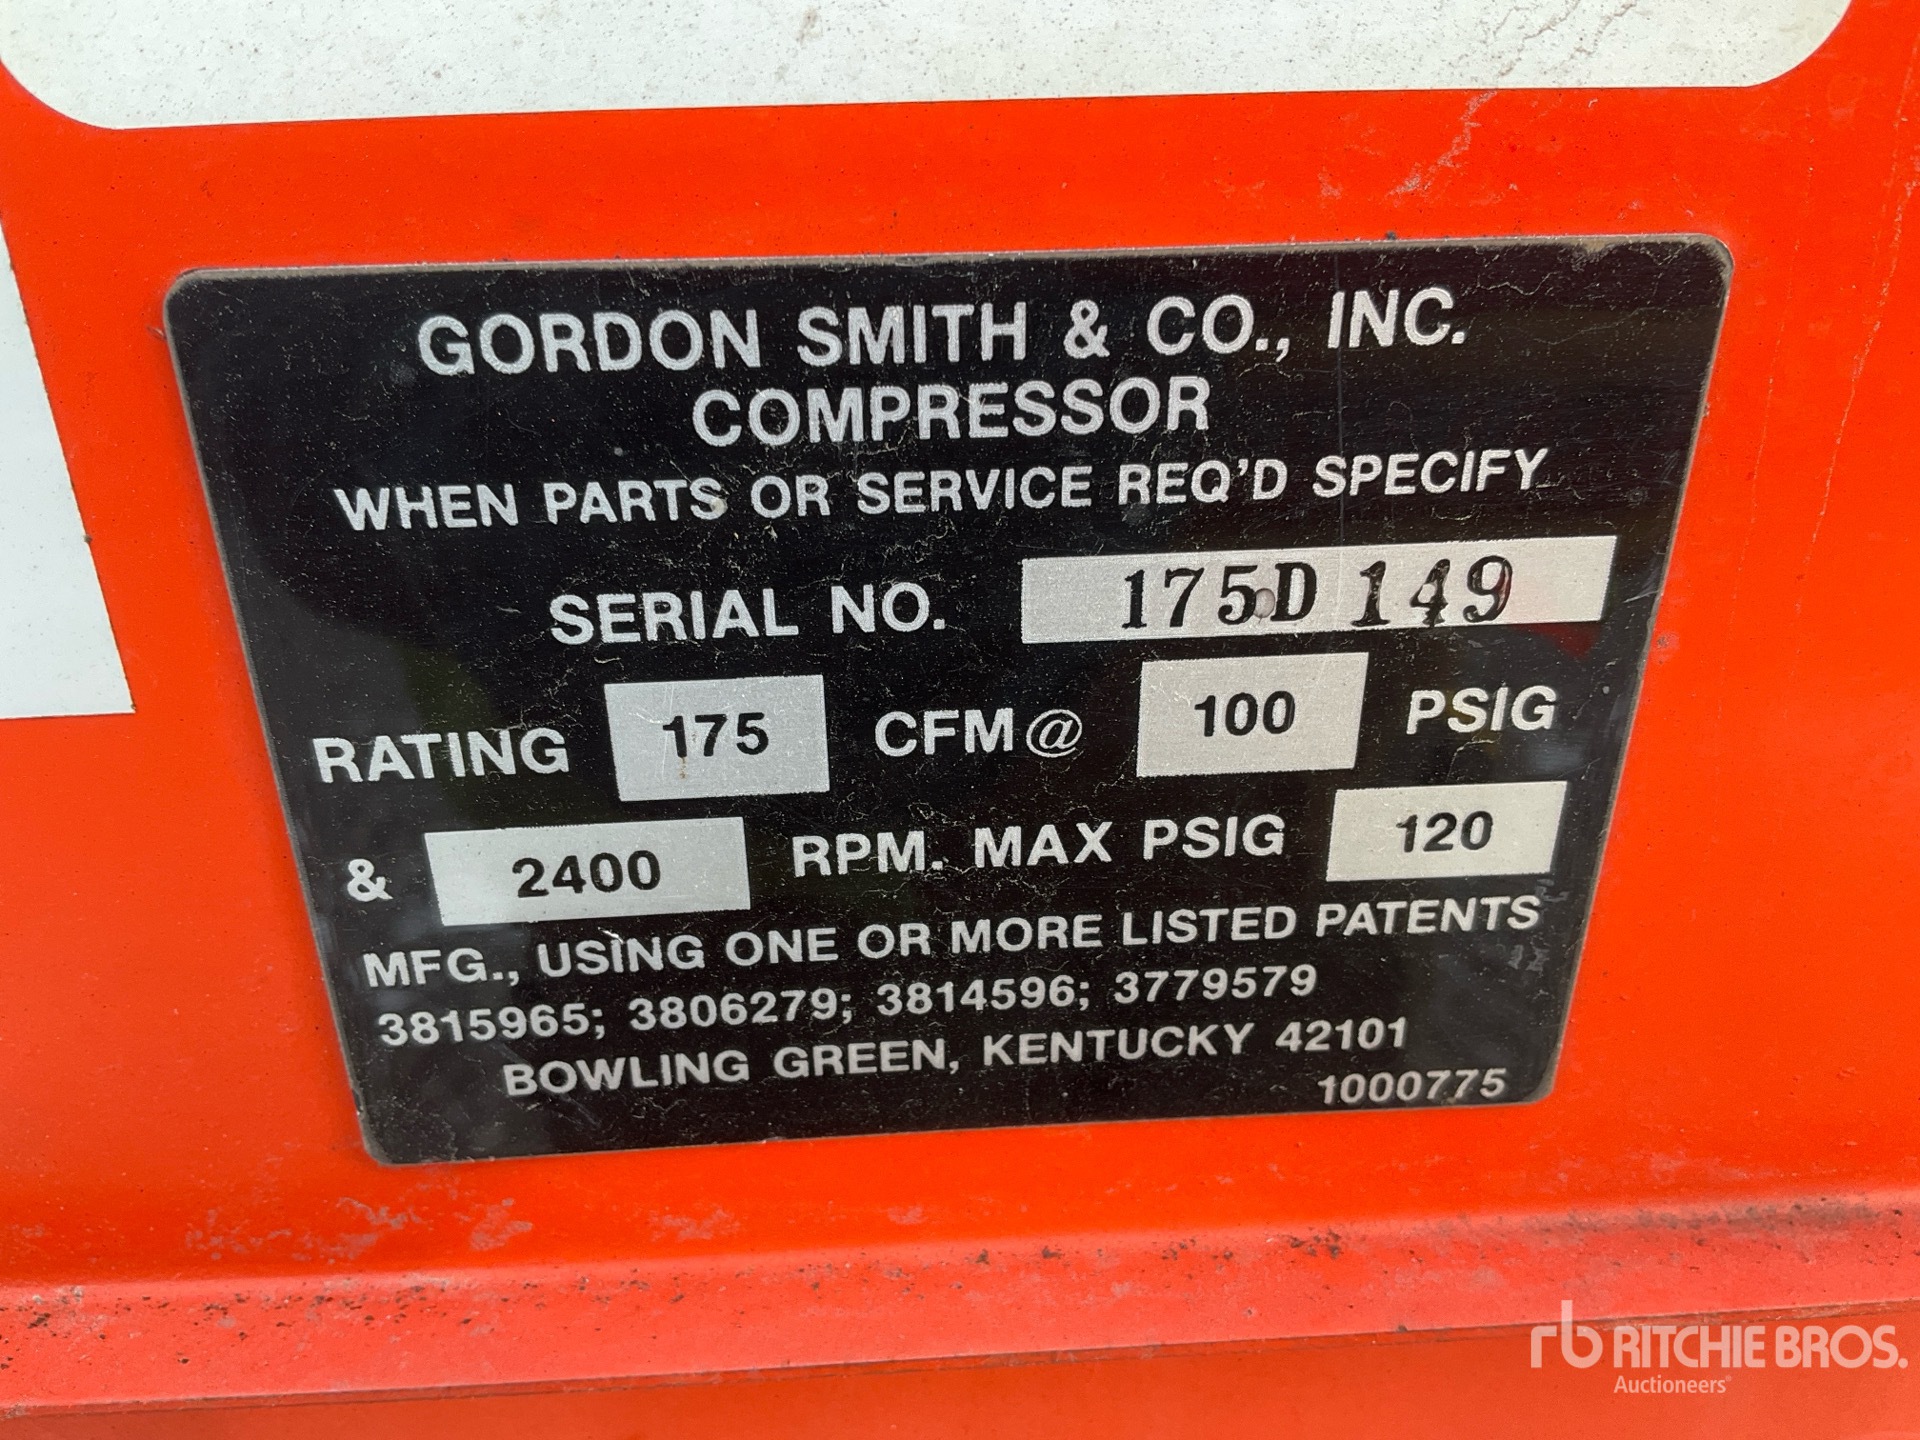 GORDON SMITH & CO., INC.
COMPRESSOR
WHEN PARTS OR SERVICE REQ'D SPECIFY
SERIAL NO. 175D 149
RATING 175 CFM @ 100 PSIG
& 2400 RPM. MAX PSIG 120
MFG., USING ONE OR MORE LISTED PATENTS
3815965; 3806279; 3814596; 3779579
BOWLING GREEN, KENTUCKY 42101
1000775
rb RITCHIE BROS.
Auctioneers